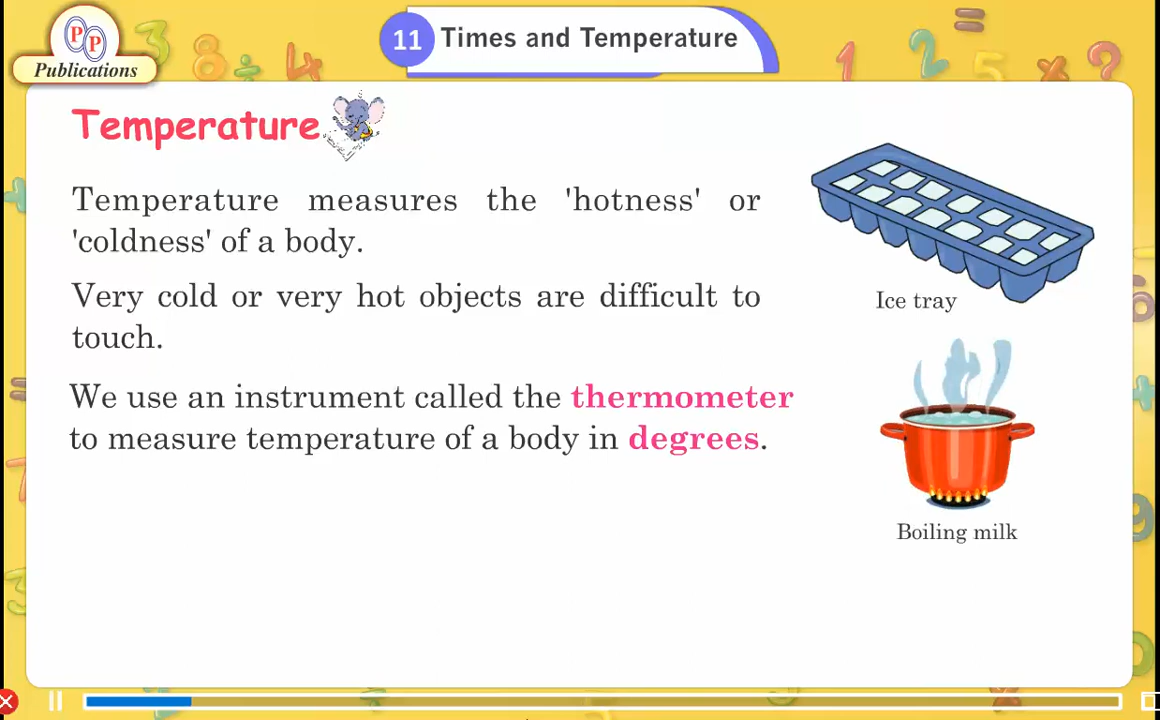 P
P
Publications
11 Times and Temperature
Temperature
Temperature measures the 'hotness' or
'coldness' of a body.
Very cold or very hot objects are difficult to
touch.
We use an instrument called the thermometer
to measure temperature of a body in degrees.
Ice tray
Boiling milk